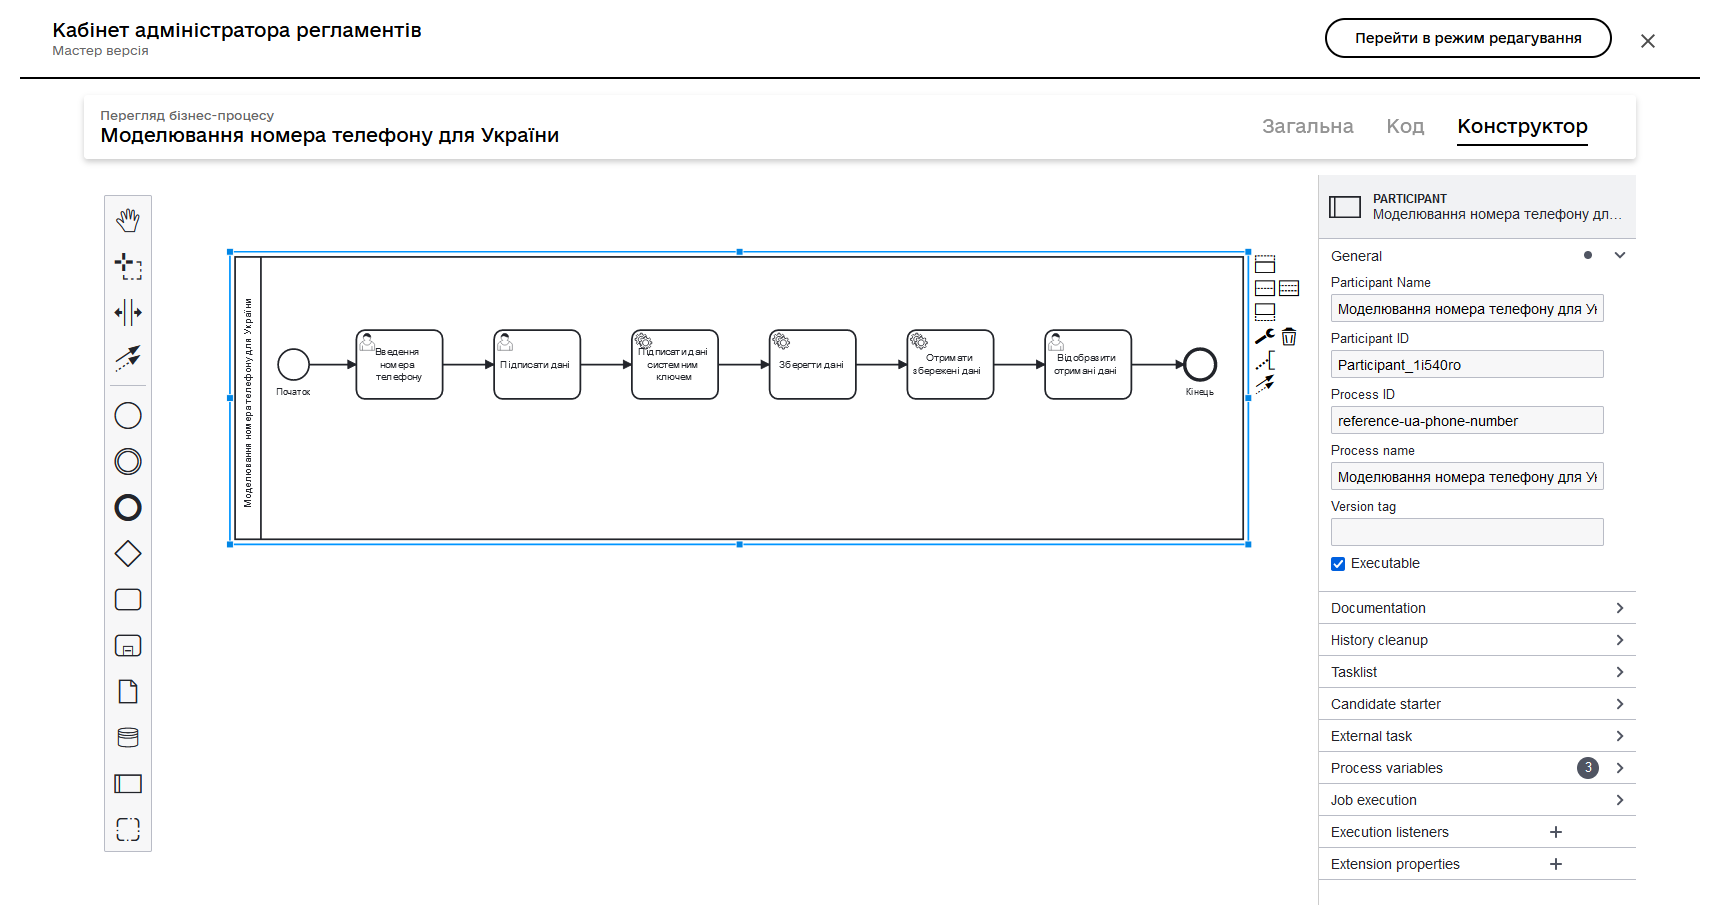 Кабінет адміністратора регламентів
Мастер версія
Перейти в режим редагування
Перегляд бізнес-процесу
Моделювання номера телефону для України
Загальна
Код
Конструктор
Моделювання номера телефону для України
Початок
Введення
номера
телефону
Підписати дані
Підписати дані
системним
ключем
Зберегти дані
Отримати
збережені дані
Відобразити
отримані дані
Кінець
PARTICIPANT
Моделювання номера телефону дл...
General
Participant Name
Моделювання номера телефону для Ук
Participant ID
Participant_1i540ro
Process ID
reference-ua-phone-number
Process name
Моделювання номера телефону для Ук
Version tag
Executable
Documentation
History cleanup
Tasklist
Candidate starter
External task
Process variables
3
Job execution
Execution listeners
Extension properties